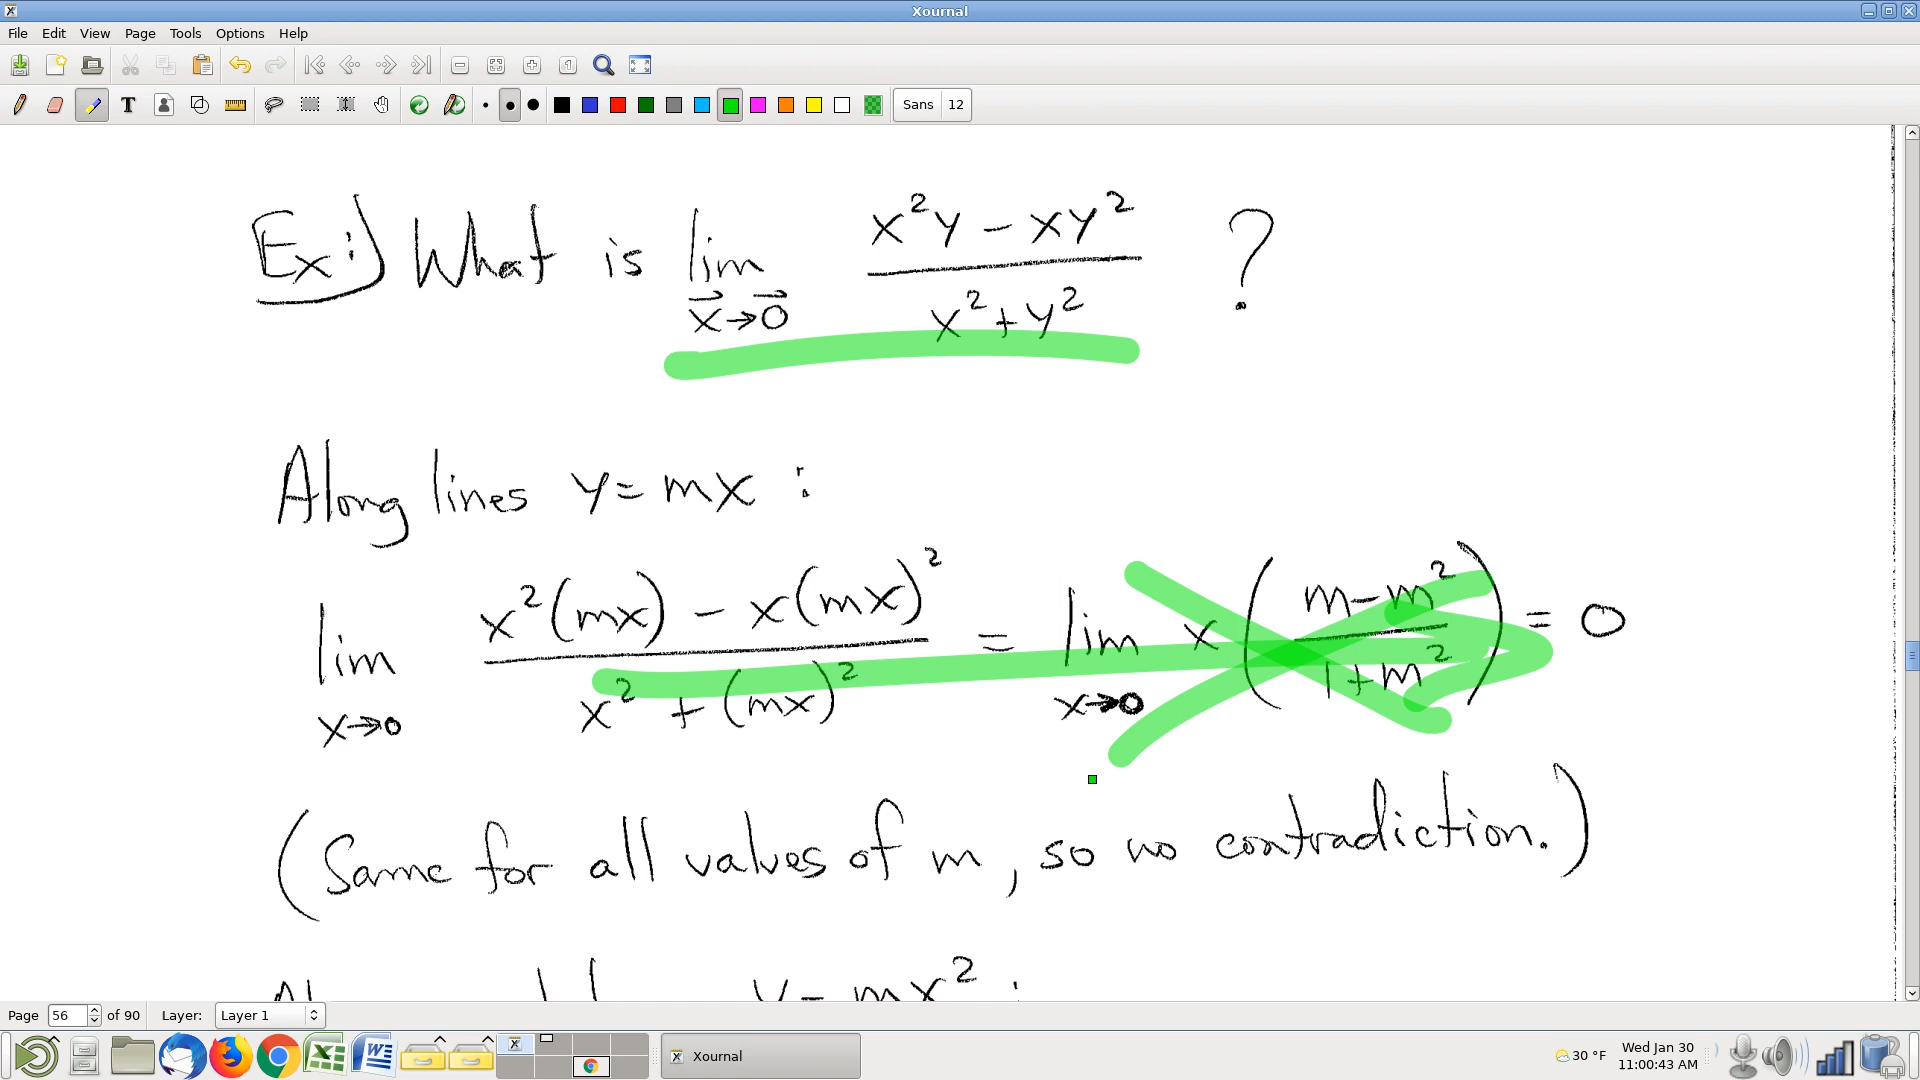 Xournal
File Edit View Page Tools Options Help
Sans 12
Ex:) What is lim x²y - xy² ?
x→0 x²+y²
Along lines y=mx :
lim x²(mx) - x(mx)² = lim x (m-m²) = 0
x→0 x² + (mx)² x→0 1+m²
(Same for all values of m, so no contradiction.)
y= mx² :
Page 56 of 90 Layer: Layer 1
Xournal
30 °F
Wed Jan 30
11:00:43 AM